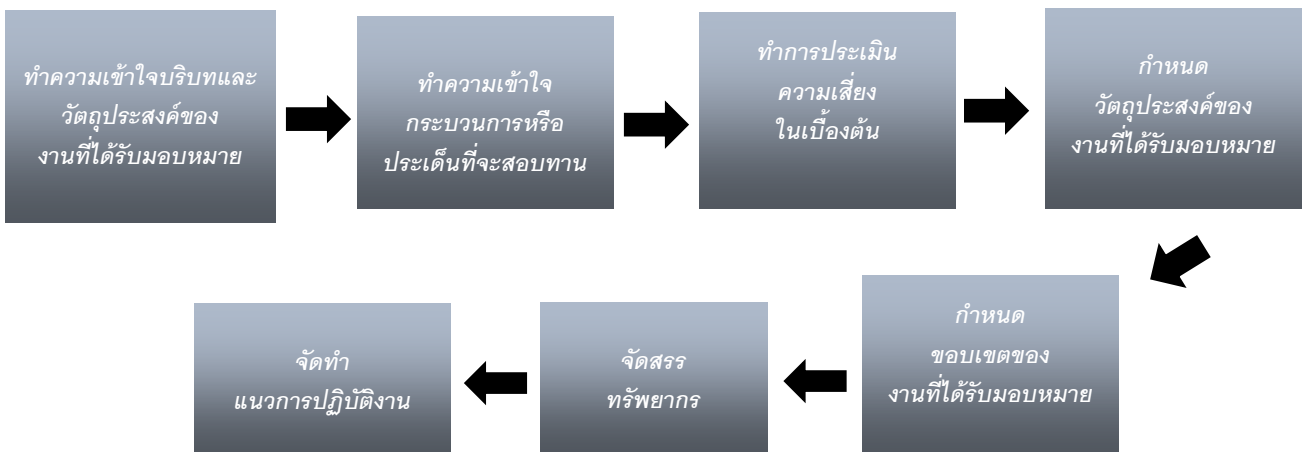 ทำความเข้าใจบริบทและ
วัตถุประสงค์ของ
งานที่ได้รับมอบหมาย
ทำความเข้าใจ
กระบวนการหรือ
ประเด็นที่จะสอบทาน
ทำการประเมิน
ความเสี่ยง
ในเบื้องต้น
กำหนด
วัตถุประสงค์ของ
งานที่ได้รับมอบหมาย
กำหนด
ขอบเขตของ
งานที่ได้รับมอบหมาย
จัดสรร
ทรัพยากร
จัดทำ
แนวการปฏิบัติงาน